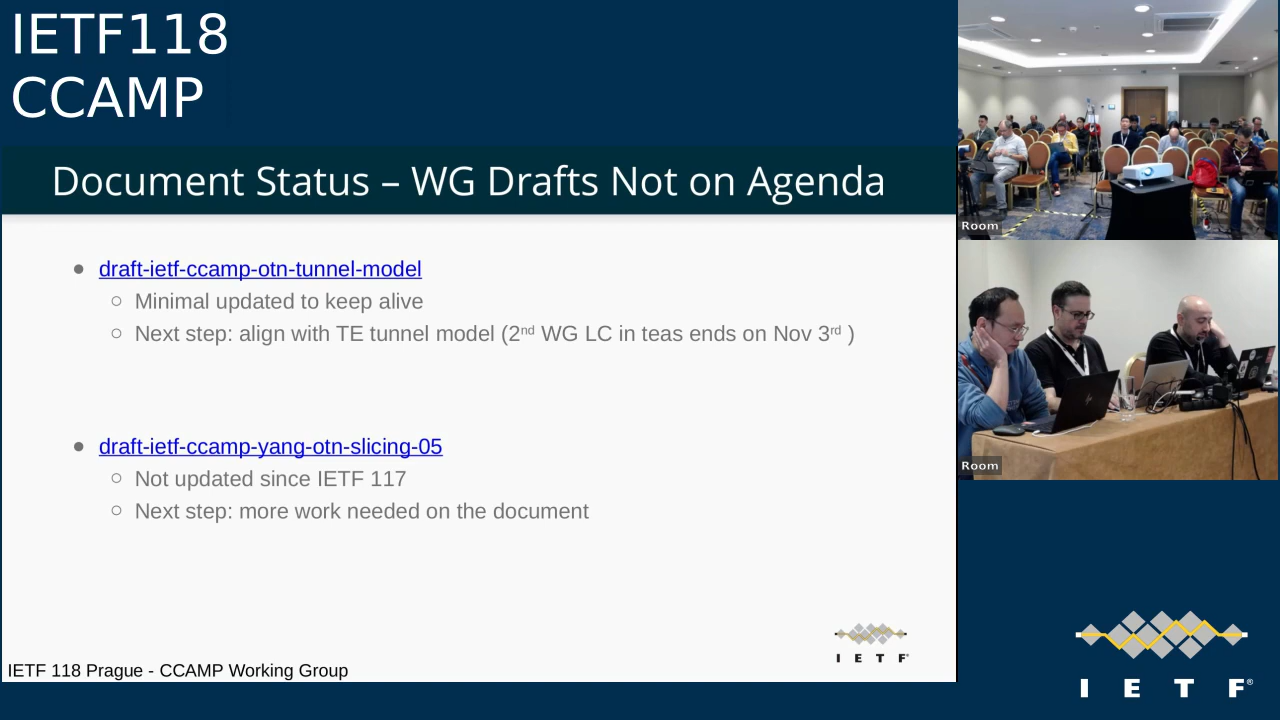 IETF118
CCAMP
Document Status – WG Drafts Not on Agenda
draft-ietf-ccamp-otn-tunnel-model
Minimal updated to keep alive
Next step: align with TE tunnel model (2nd WG LC in teas ends on Nov 3rd )
draft-ietf-ccamp-yang-otn-slicing-05
Not updated since IETF 117
Next step: more work needed on the document
I E T F
IETF 118 Prague - CCAMP Working Group
Room
Room
I E T F®